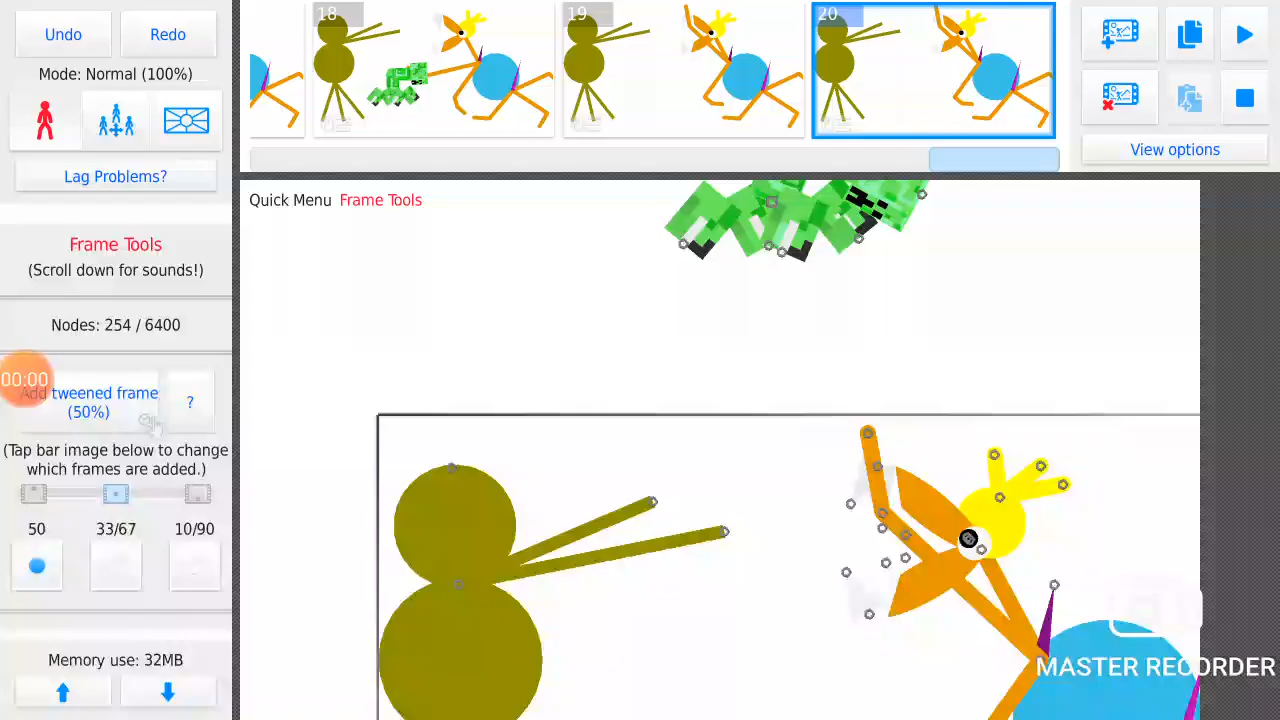 Undo
Redo
Mode: Normal (100%)
Lag Problems?
18
19
20
View options
Quick Menu Frame Tools
Frame Tools
(Scroll down for sounds!)
Nodes: 254 / 6400
00:00
Add tweened frame
(50%)
?
(Tap bar image below to change
which frames are added.)
50
33/67
10/90
Memory use: 32MB
MASTER RECORDER